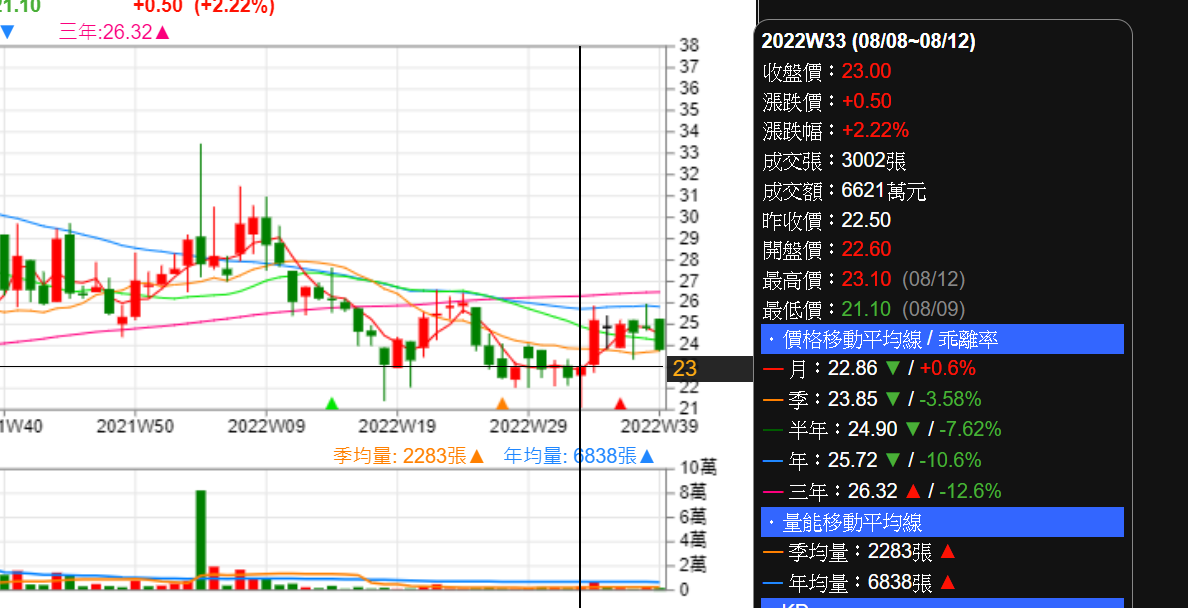 21.10 +0.50 (+2.22%)
▼ 三年:26.32▲
38
37
36
35
34
33
32
31
30
29
28
27
26
25
24
23
22
21
1W40 2021W50 2022W09 2022W19 2022W29 2022W39
季均量: 2283張▲ 年均量: 6838張▲
10萬
8萬
6萬
4萬
2萬
0
2022W33 (08/08~08/12)
收盤價：23.00
漲跌價：+0.50
漲跌幅：+2.22%
成交張：3002張
成交額：6621萬元
昨收價：22.50
開盤價：22.60
最高價：23.10 (08/12)
最低價：21.10 (08/09)
‧ 價格移動平均線 / 乖離率
月：22.86 ▼ / +0.6%
季：23.85 ▼ / -3.58%
半年：24.90 ▼ / -7.62%
年：25.72 ▼ / -10.6%
三年：26.32 ▲ / -12.6%
‧ 量能移動平均線
季均量：2283張 ▲
年均量：6838張 ▲